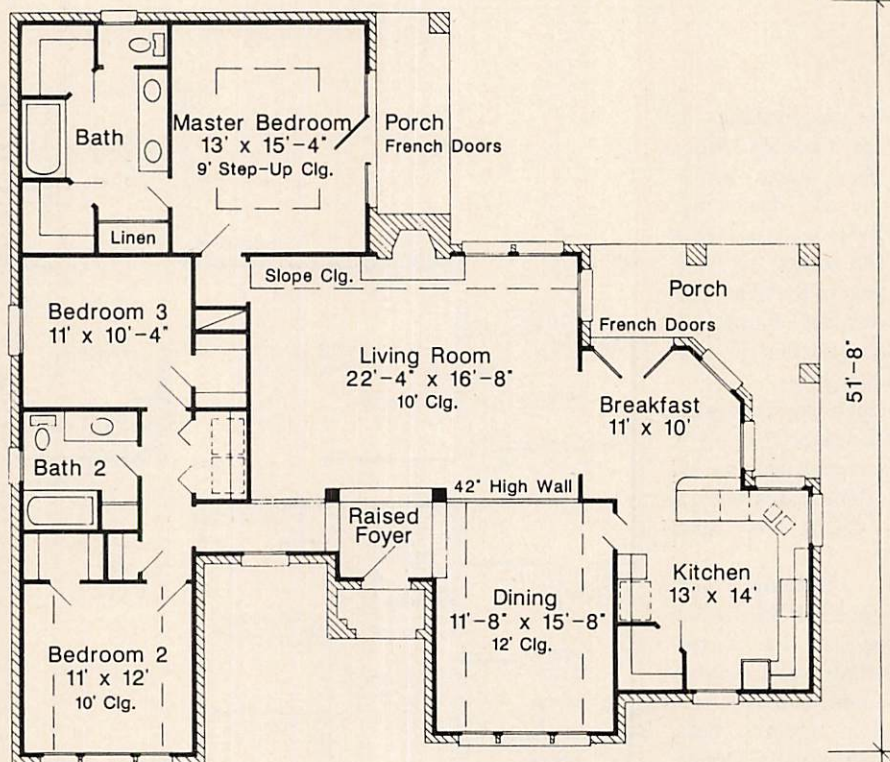 Bath
Master Bedroom
13' x 15'-4"
9' Step-Up Clg.
Porch
French Doors
Linen
Slope Clg.
Porch
French Doors
Bedroom 3
11' x 10'-4"
Living Room
22'-4" x 16'-8"
10' Clg.
Breakfast
11' x 10'
51'-8"
Bath 2
42" High Wall
Raised
Foyer
Kitchen
13' x 14'
Dining
11'-8" x 15'-8"
12' Clg.
Bedroom 2
11' x 12'
10' Clg.